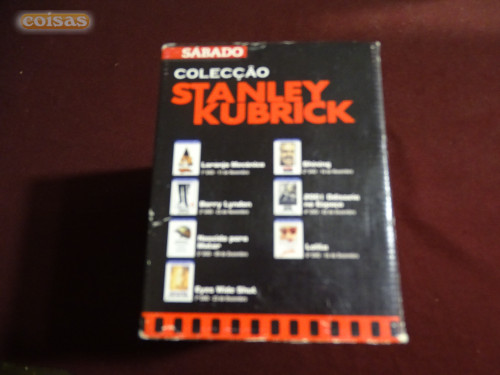 coisas
SÁBADO
COLECÇÃO
STANLEY
KUBRICK
Laranja Mecânica
Shining
Barry Lyndon
2001 Odisseia
no Espaço
Nascido para
Matar
Lolita
Eyes Wide Shut